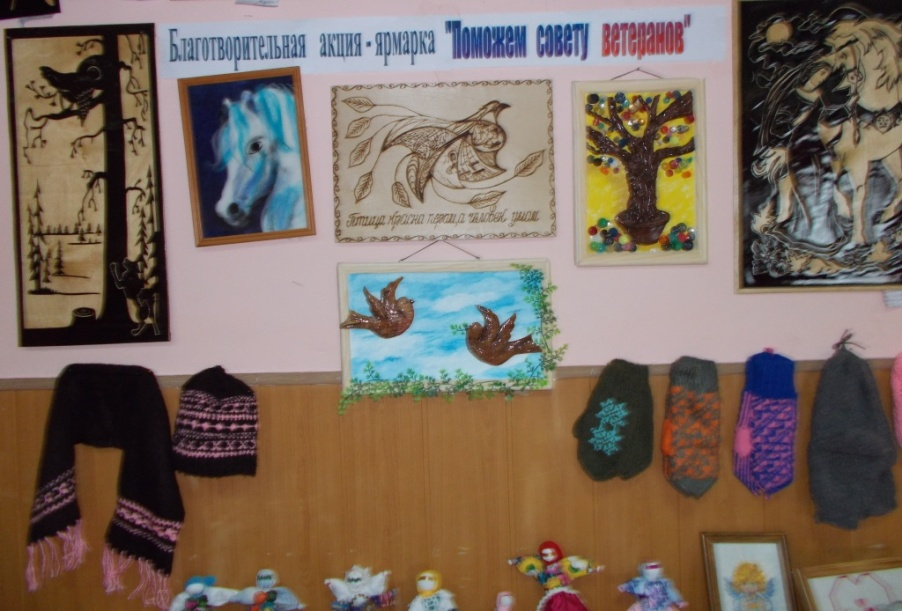 Благотворительная акция - ярмарка "Поможем совету ветеранов"
Птица красна пером, а человек умом